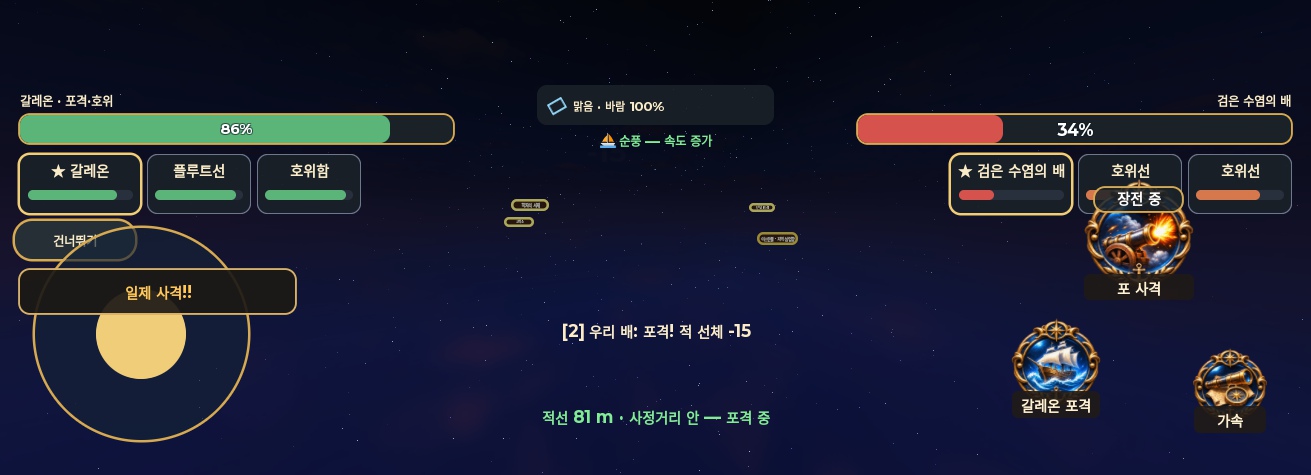 갈레온 · 포격·호위
86%
★ 갈레온
플루트선
호위함
건너뛰기
일제 사격!!
맑음 · 바람 100%
순풍 — 속도 증가
[2] 우리 배: 포격! 적 선체 -15
적선 81 m · 사정거리 안 — 포격 중
검은 수염의 배
34%
★ 검은 수염의 배
호위선
호위선
장전 중
포 사격
갈레온 포격
가속